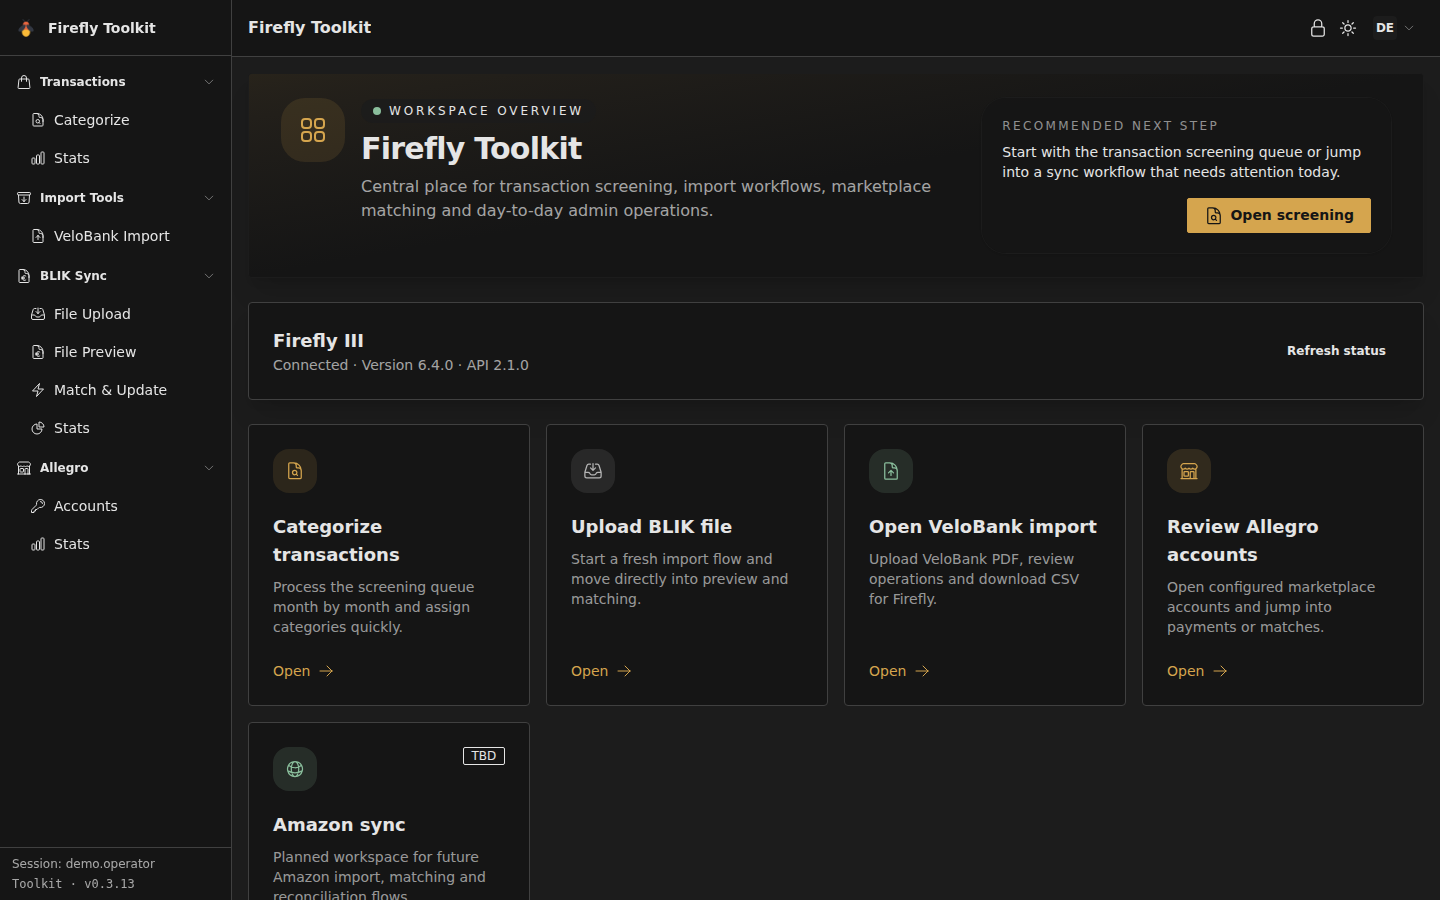 Firefly Toolkit
Transactions
Categorize
Stats
Import Tools
VeloBank Import
BLIK Sync
File Upload
File Preview
Match & Update
Stats
Allegro
Accounts
Stats
Session: demo.operator
Toolkit · v0.3.13
Firefly Toolkit
DE
WORKSPACE OVERVIEW
Firefly Toolkit
Central place for transaction screening, import workflows, marketplace
matching and day-to-day admin operations.
RECOMMENDED NEXT STEP
Start with the transaction screening queue or jump
into a sync workflow that needs attention today.
Open screening
Firefly III
Connected · Version 6.4.0 · API 2.1.0
Refresh status
Categorize
transactions
Process the screening queue
month by month and assign
categories quickly.
Open
Upload BLIK file
Start a fresh import flow and
move directly into preview and
matching.
Open
Open VeloBank import
Upload VeloBank PDF, review
operations and download CSV
for Firefly.
Open
Review Allegro
accounts
Open configured marketplace
accounts and jump into
payments or matches.
Open
TBD
Amazon sync
Planned workspace for future
Amazon import, matching and
reconciliation flows.